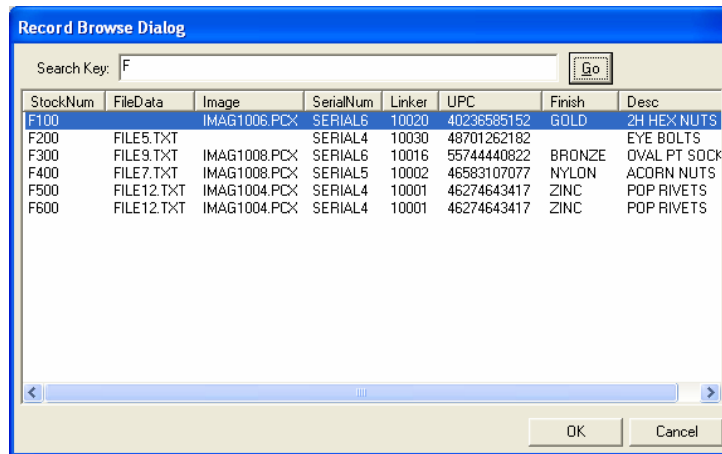 Record Browse Dialog
Search Key: F Go
StockNum FileData Image SerialNum Linker UPC Finish Desc
F100 IMAG1006.PCX SERIAL6 10020 40236585152 GOLD 2H HEX NUTS
F200 FILE5.TXT SERIAL4 10030 48701262182 EYE BOLTS
F300 FILE9.TXT IMAG1008.PCX SERIAL6 10016 55744440822 BRONZE OVAL PT SOCK
F400 FILE7.TXT IMAG1008.PCX SERIAL5 10002 46583107077 NYLON ACORN NUTS
F500 FILE12.TXT IMAG1004.PCX SERIAL4 10001 46274643417 ZINC POP RIVETS
F600 FILE12.TXT IMAG1004.PCX SERIAL4 10001 46274643417 ZINC POP RIVETS
OK Cancel